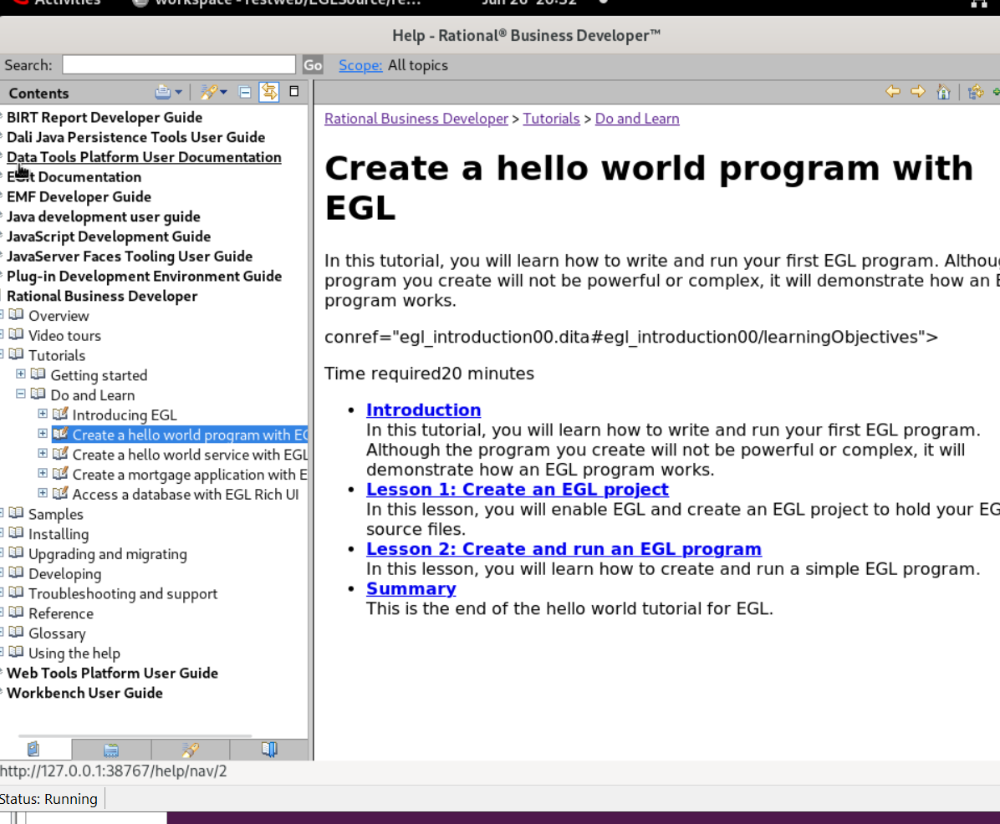 Activities workspace - restweb/EGLSource/re... Jun 26 20:52
Help - Rational® Business Developer™
Search: Go Scope: All topics
Contents
BIRT Report Developer Guide
Dali Java Persistence Tools User Guide
Data Tools Platform User Documentation
Documentation
EMF Developer Guide
Java development user guide
JavaScript Development Guide
JavaServer Faces Tooling User Guide
Plug-in Development Environment Guide
Rational Business Developer
Overview
Video tours
Tutorials
Getting started
Do and Learn
Introducing EGL
Create a hello world program with EG
Create a hello world service with EGL
Create a mortgage application with E
Access a database with EGL Rich UI
Samples
Installing
Upgrading and migrating
Developing
Troubleshooting and support
Reference
Glossary
Using the help
Web Tools Platform User Guide
Workbench User Guide
Rational Business Developer > Tutorials > Do and Learn
Create a hello world program with
EGL
In this tutorial, you will learn how to write and run your first EGL program. Althoug
program you create will not be powerful or complex, it will demonstrate how an E
program works.
conref="egl_introduction00.dita#egl_introduction00/learningObjectives">
Time required20 minutes
• Introduction
In this tutorial, you will learn how to write and run your first EGL program.
Although the program you create will not be powerful or complex, it will
demonstrate how an EGL program works.
• Lesson 1: Create an EGL project
In this lesson, you will enable EGL and create an EGL project to hold your EG
source files.
• Lesson 2: Create and run an EGL program
In this lesson, you will learn how to create and run a simple EGL program.
• Summary
This is the end of the hello world tutorial for EGL.
http://127.0.0.1:38767/help/nav/2
Status: Running